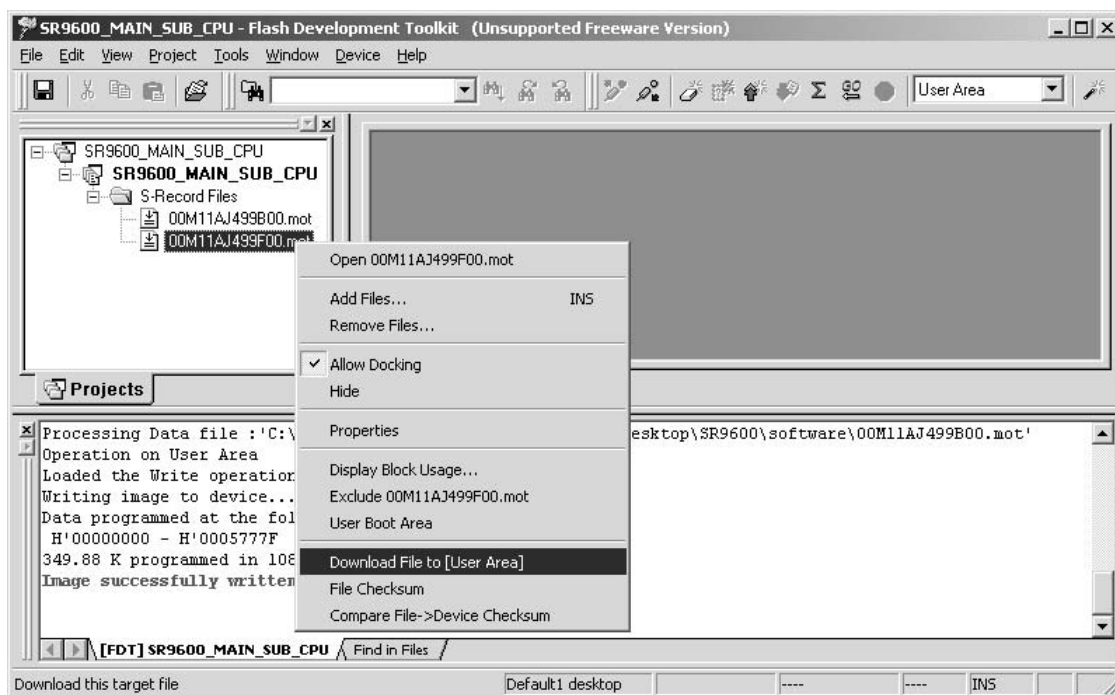 SR9600_MAIN_SUB_CPU - Flash Development Toolkit (Unsupported Freeware Version)
File Edit View Project Tools Window Device Help
User Area
SR9600_MAIN_SUB_CPU
SR9600_MAIN_SUB_CPU
S-Record Files
00M11AJ499B00.mot
00M11AJ499F00.mot
Projects
Open 00M11AJ499F00.mot
Add Files... INS
Remove Files...
Allow Docking
Hide
Properties
Display Block Usage...
Exclude 00M11AJ499F00.mot
User Boot Area
Download File to [User Area]
File Checksum
Compare File->Device Checksum
Processing Data file :'C:\ esktop\SR9600\software\00M11AJ499B00.mot'
Operation on User Area
Loaded the Write operation
Writing image to device...
Data programmed at the fol
H'00000000 - H'0005777F
349.88 K programmed in 108
Image successfully written
[FDT] SR9600_MAIN_SUB_CPU Find in Files
Download this target file Default1 desktop ---- ---- INS